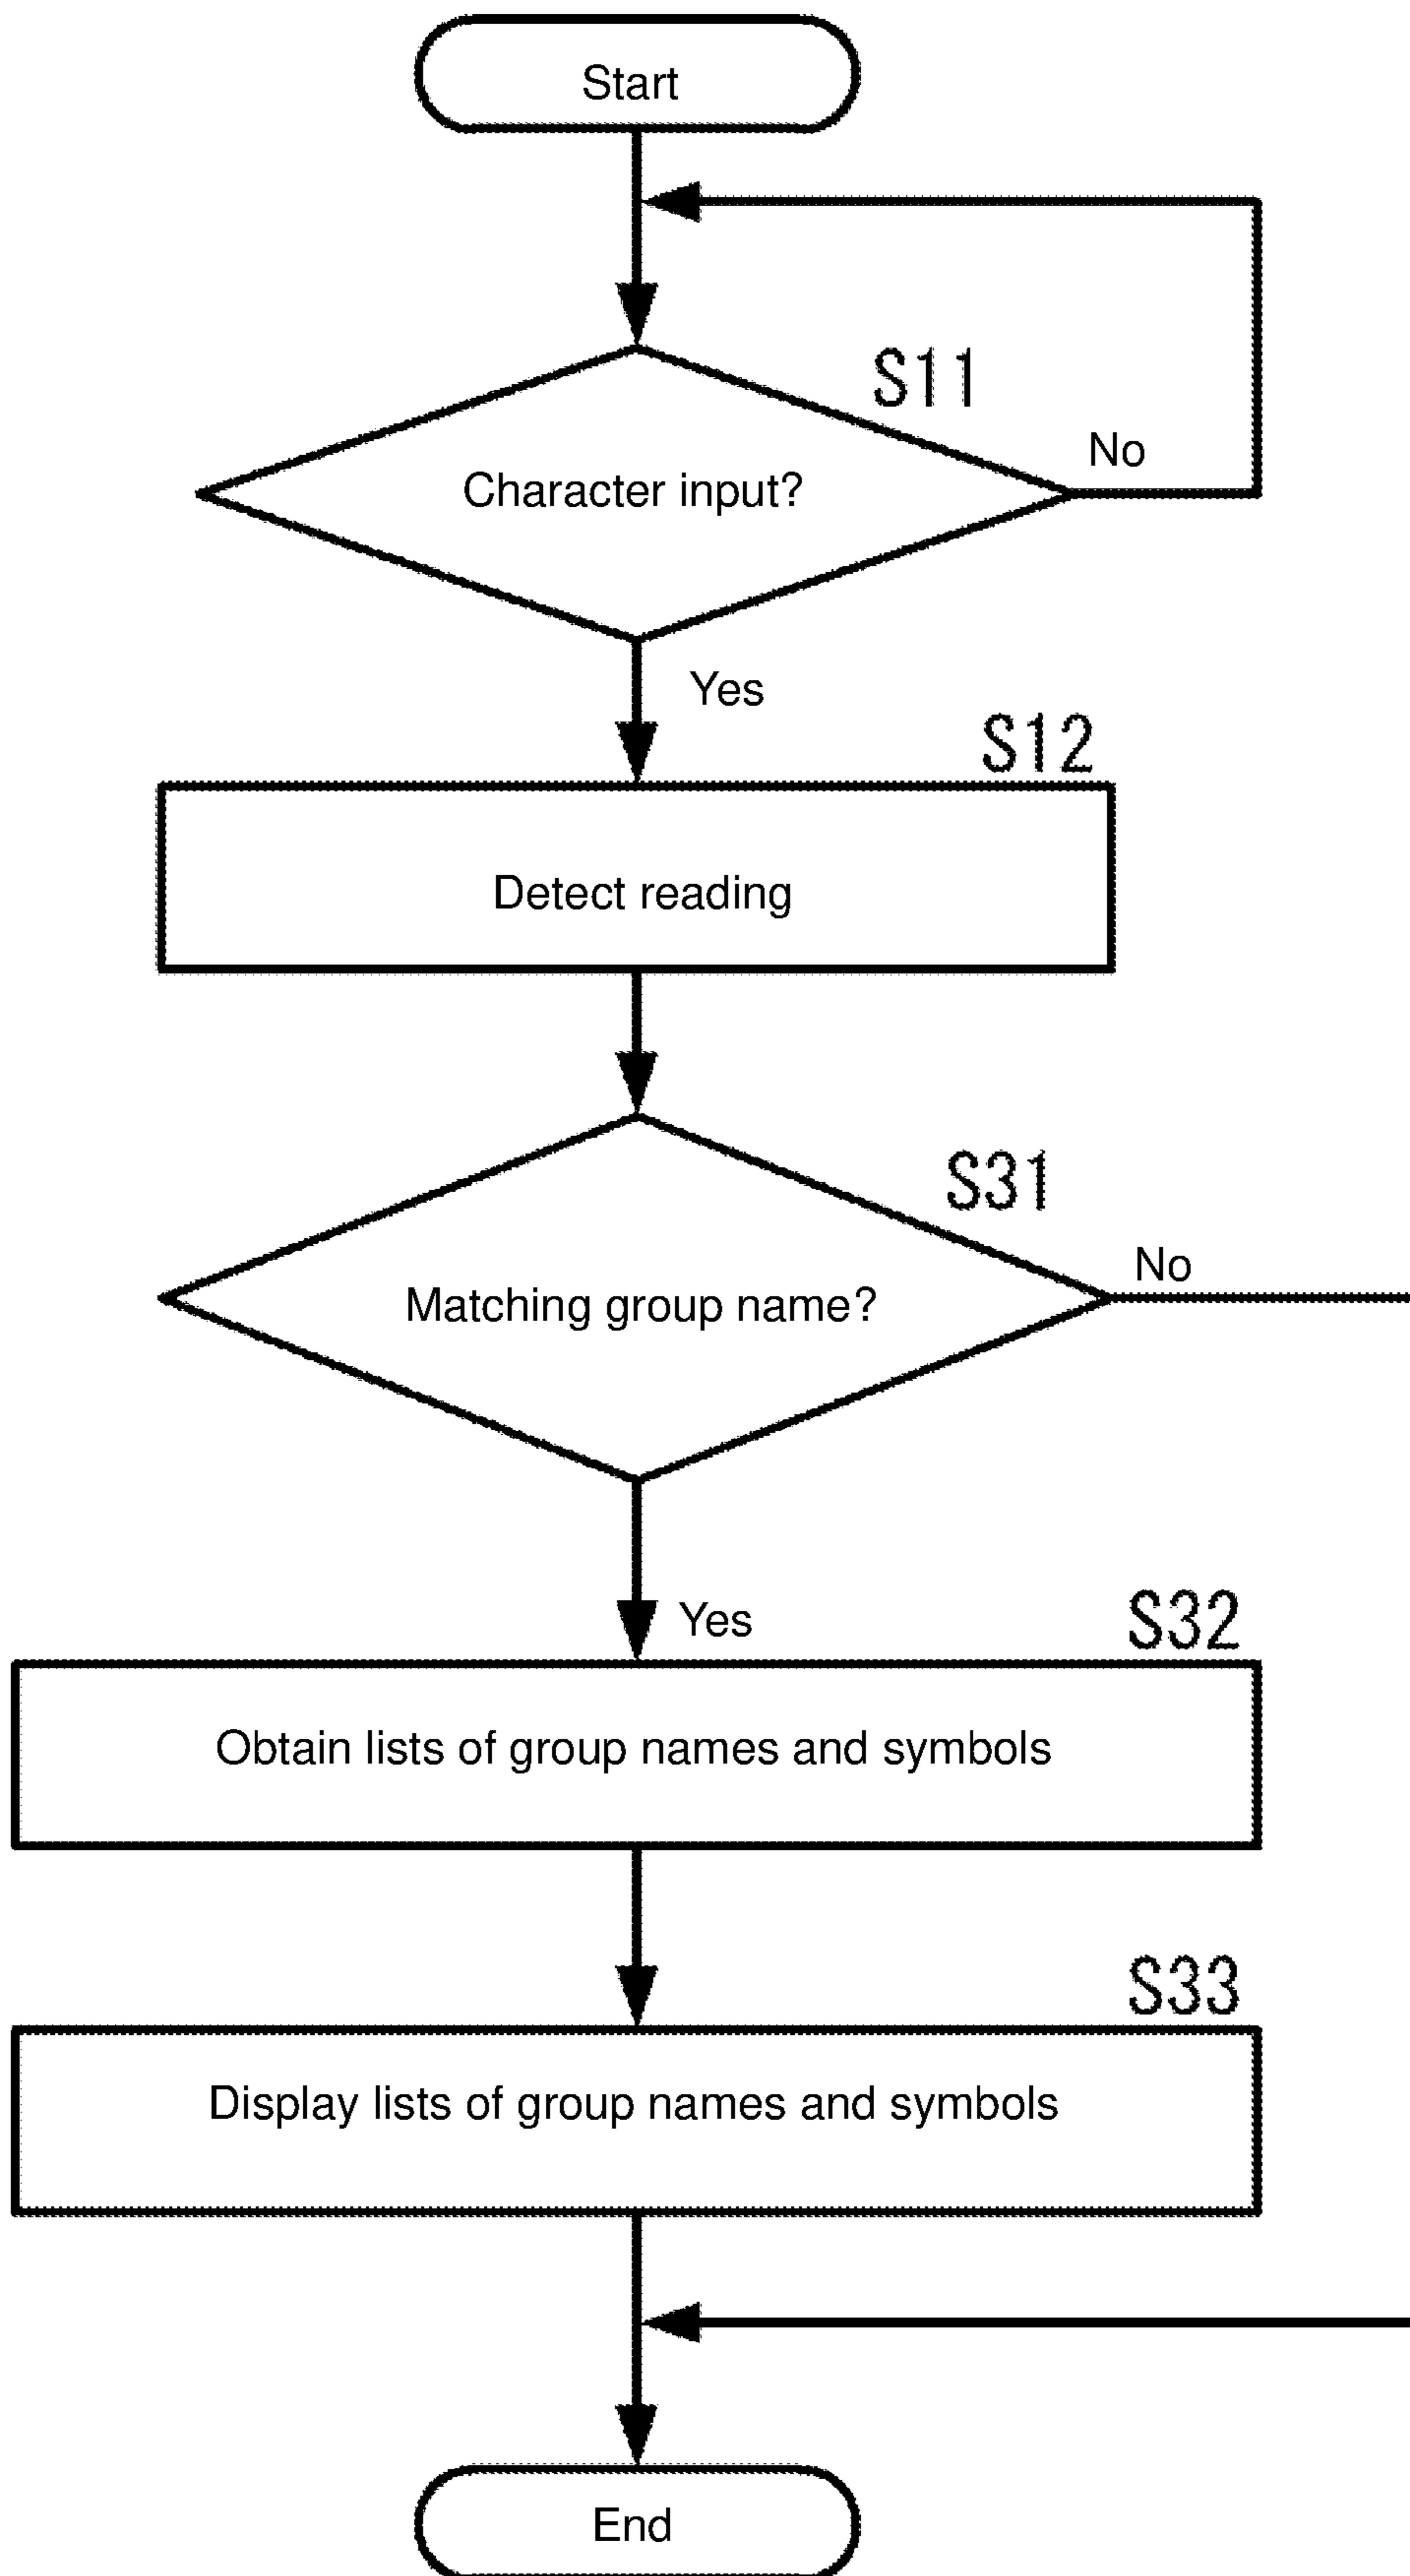 Start
S11
No
Character input?
Yes
S12
Detect reading
S31
No
Matching group name?
Yes
S32
Obtain lists of group names and symbols
S33
Display lists of group names and symbols
End